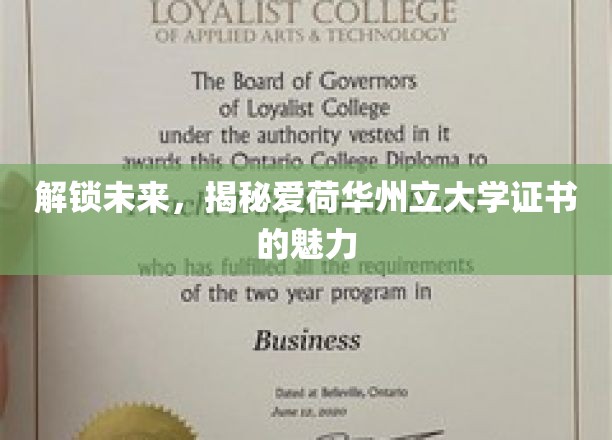 LOYALIST COLLEGE
OF APPLIED ARTS & TECHNOLOGY
The Board of Governors
of Loyalist College
under the authority vested in it
awards this Ontario College Diploma to
解锁未来，揭秘爱荷华州立大学证书
的魅力
who has fulfilled all the requirements
of the two year program in
Business
Dated at Belleville, Ontario
June 12, 2020